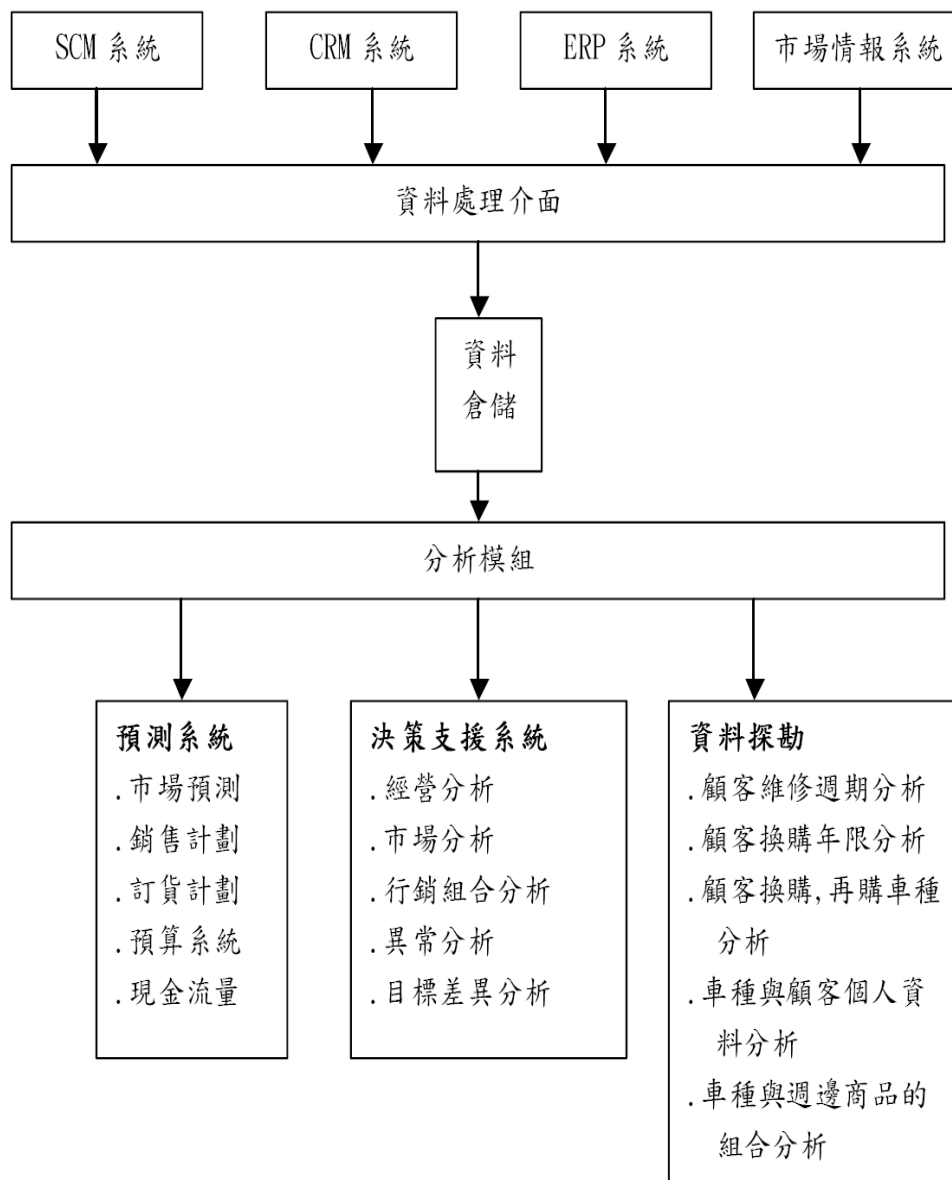 SCM 系統
CRM 系統
ERP 系統
市場情報系統
資料處理介面
資料
倉儲
分析模組
預測系統
.市場預測
.銷售計劃
.訂貨計劃
.預算系統
.現金流量
決策支援系統
.經營分析
.市場分析
.行銷組合分析
.異常分析
.目標差異分析
資料探勘
.顧客維修週期分析
.顧客換購年限分析
.顧客換購,再購車種
分析
.車種與顧客個人資
料分析
.車種與週邊商品的
組合分析